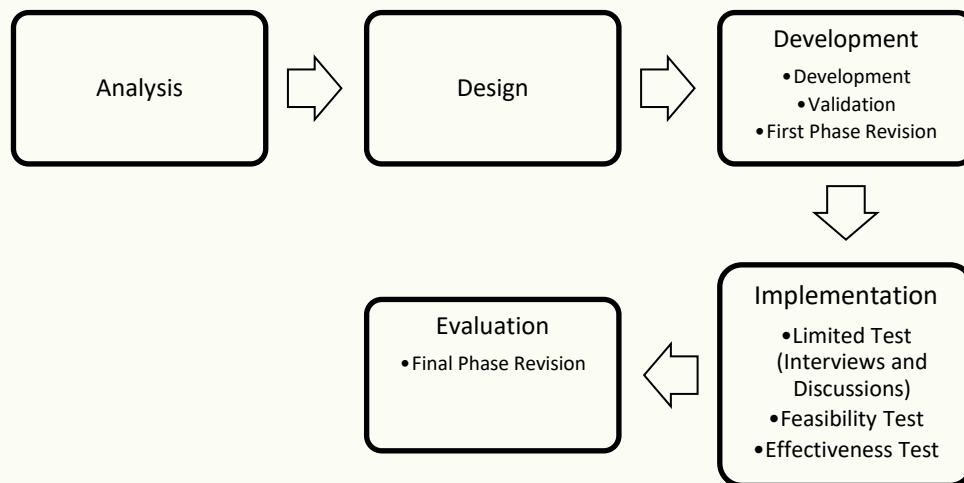 Analysis
Design
Development
•Development
•Validation
•First Phase Revision
Implementation
•Limited Test
(Interviews and
Discussions)
•Feasibility Test
•Effectiveness Test
Evaluation
•Final Phase Revision